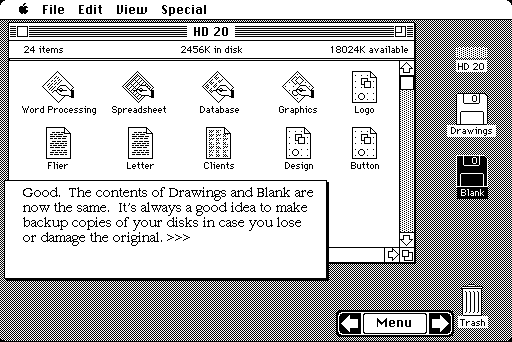 File Edit View Special
HD 20
24 items 2456K in disk 18024K available
Word Processing Spreadsheet Database Graphics Logo
Flier Letter Clients Design Button
HD 20
Drawings
Blank
Good. The contents of Drawings and Blank are
now the same. It's always a good idea to make
backup copies of your disks in case you lose
or damage the original. >>>
Menu
Trash